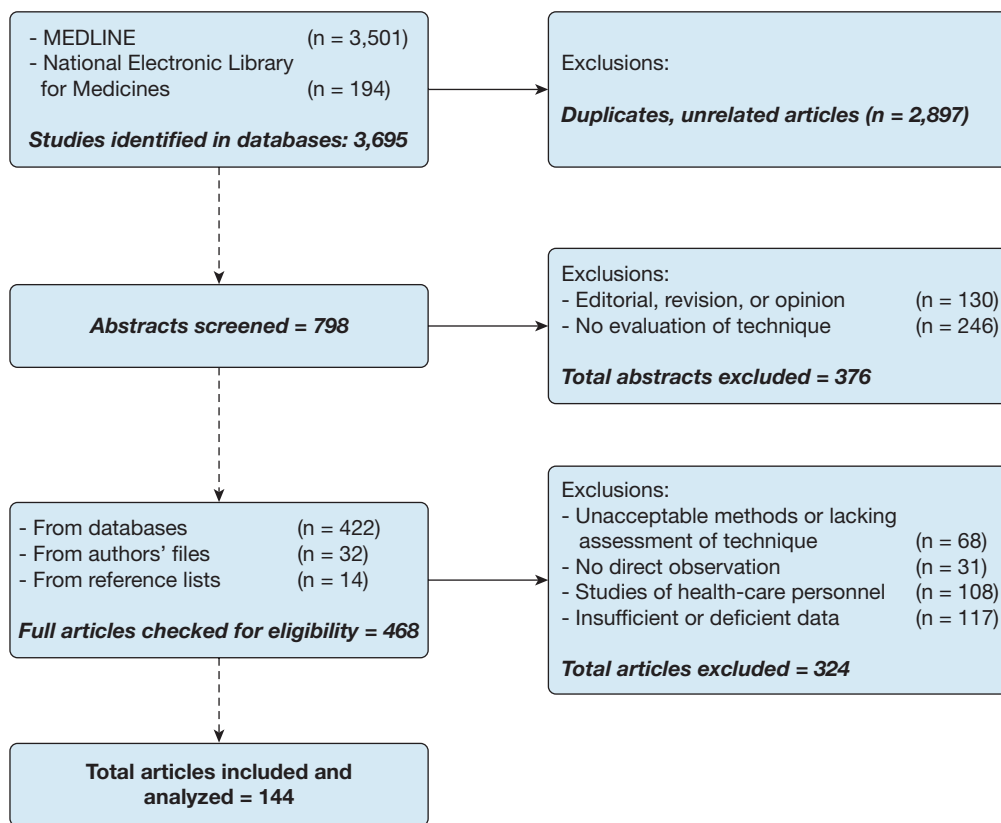 - MEDLINE (n = 3,501)
- National Electronic Library
for Medicines (n = 194)
Studies identified in databases: 3,695
Exclusions:
Duplicates, unrelated articles (n = 2,897)
Abstracts screened = 798
Exclusions:
- Editorial, revision, or opinion (n = 130)
- No evaluation of technique (n = 246)
Total abstracts excluded = 376
- From databases (n = 422)
- From authors’ files (n = 32)
- From reference lists (n = 14)
Full articles checked for eligibility = 468
Exclusions:
- Unacceptable methods or lacking
assessment of technique (n = 68)
- No direct observation (n = 31)
- Studies of health-care personnel (n = 108)
- Insufficient or deficient data (n = 117)
Total articles excluded = 324
Total articles included and
analyzed = 144